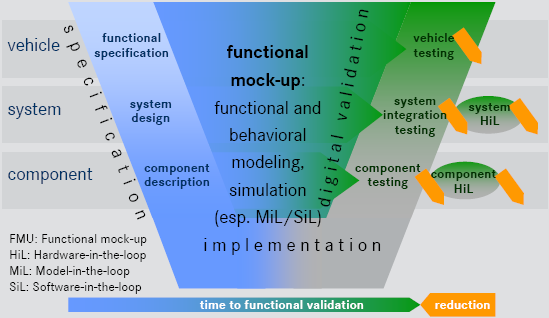 vehicle
functional
specification
functional
mock-up:
vehicle
testing
system
system
design
functional and
behavioral
modeling,
simulation
(esp. MiL/SiL)
system
integration
testing
system
HiL
component
component
description
component
testing
component
HiL
specification
digital validation
implementation
FMU: Functional mock-up
HiL: Hardware-in-the-loop
MiL: Model-in-the-loop
SiL: Software-in-the-loop
time to functional validation
reduction